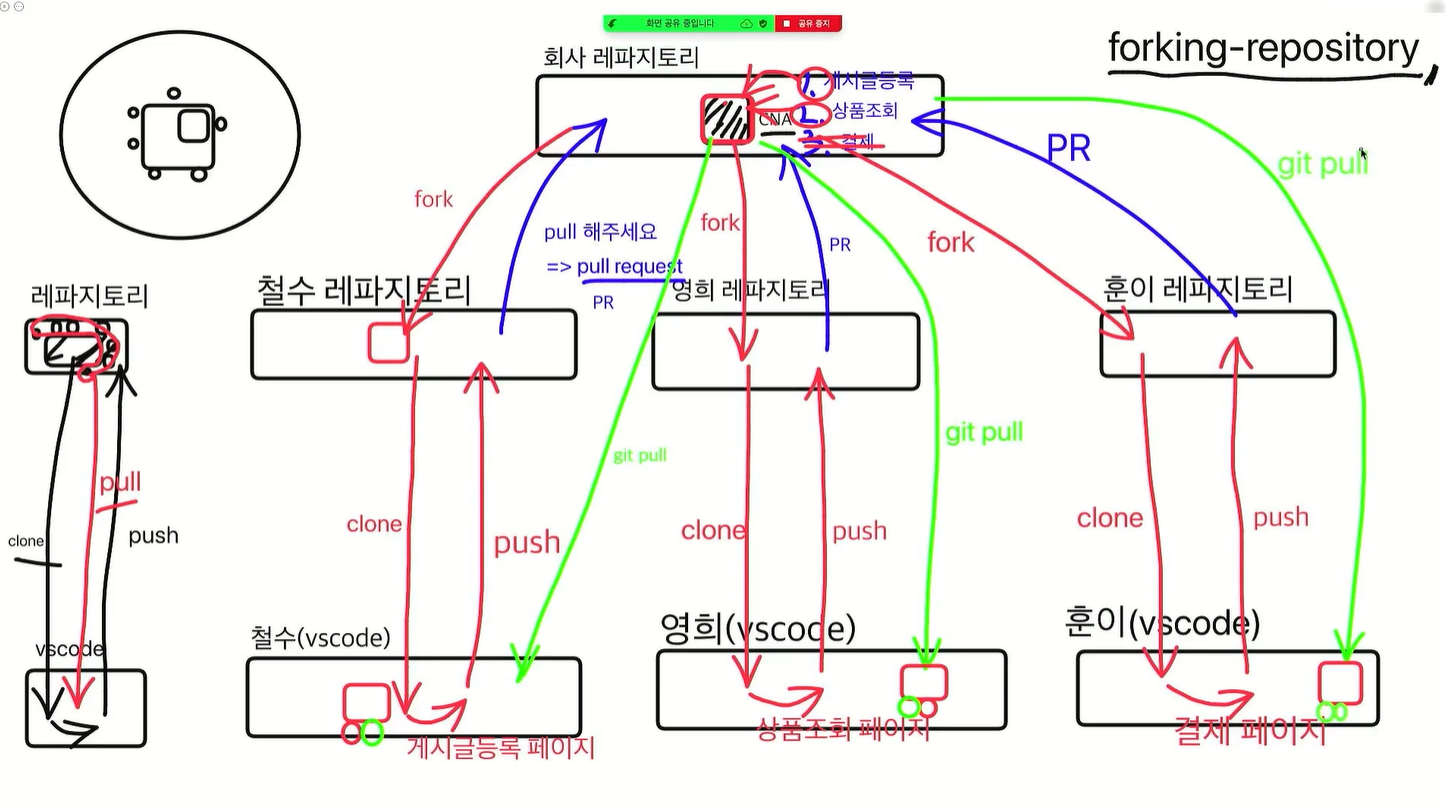 화면 공유 중입니다
공유 중지
회사 레파지토리
forking-repository,
1. 게시글등록
2. 상품조회
CNA
3. 결제
PR
git pull
fork
fork
fork
pull 해주세요
=> pull request
PR
PR
레파지토리
철수 레파지토리
영희 레파지토리
훈이 레파지토리
git pull
git pull
pull
clone
push
clone
push
clone
push
clone
push
vscode
철수(vscode)
영희(vscode)
훈이(vscode)
게시글등록 페이지
상품조회 페이지
결제 페이지